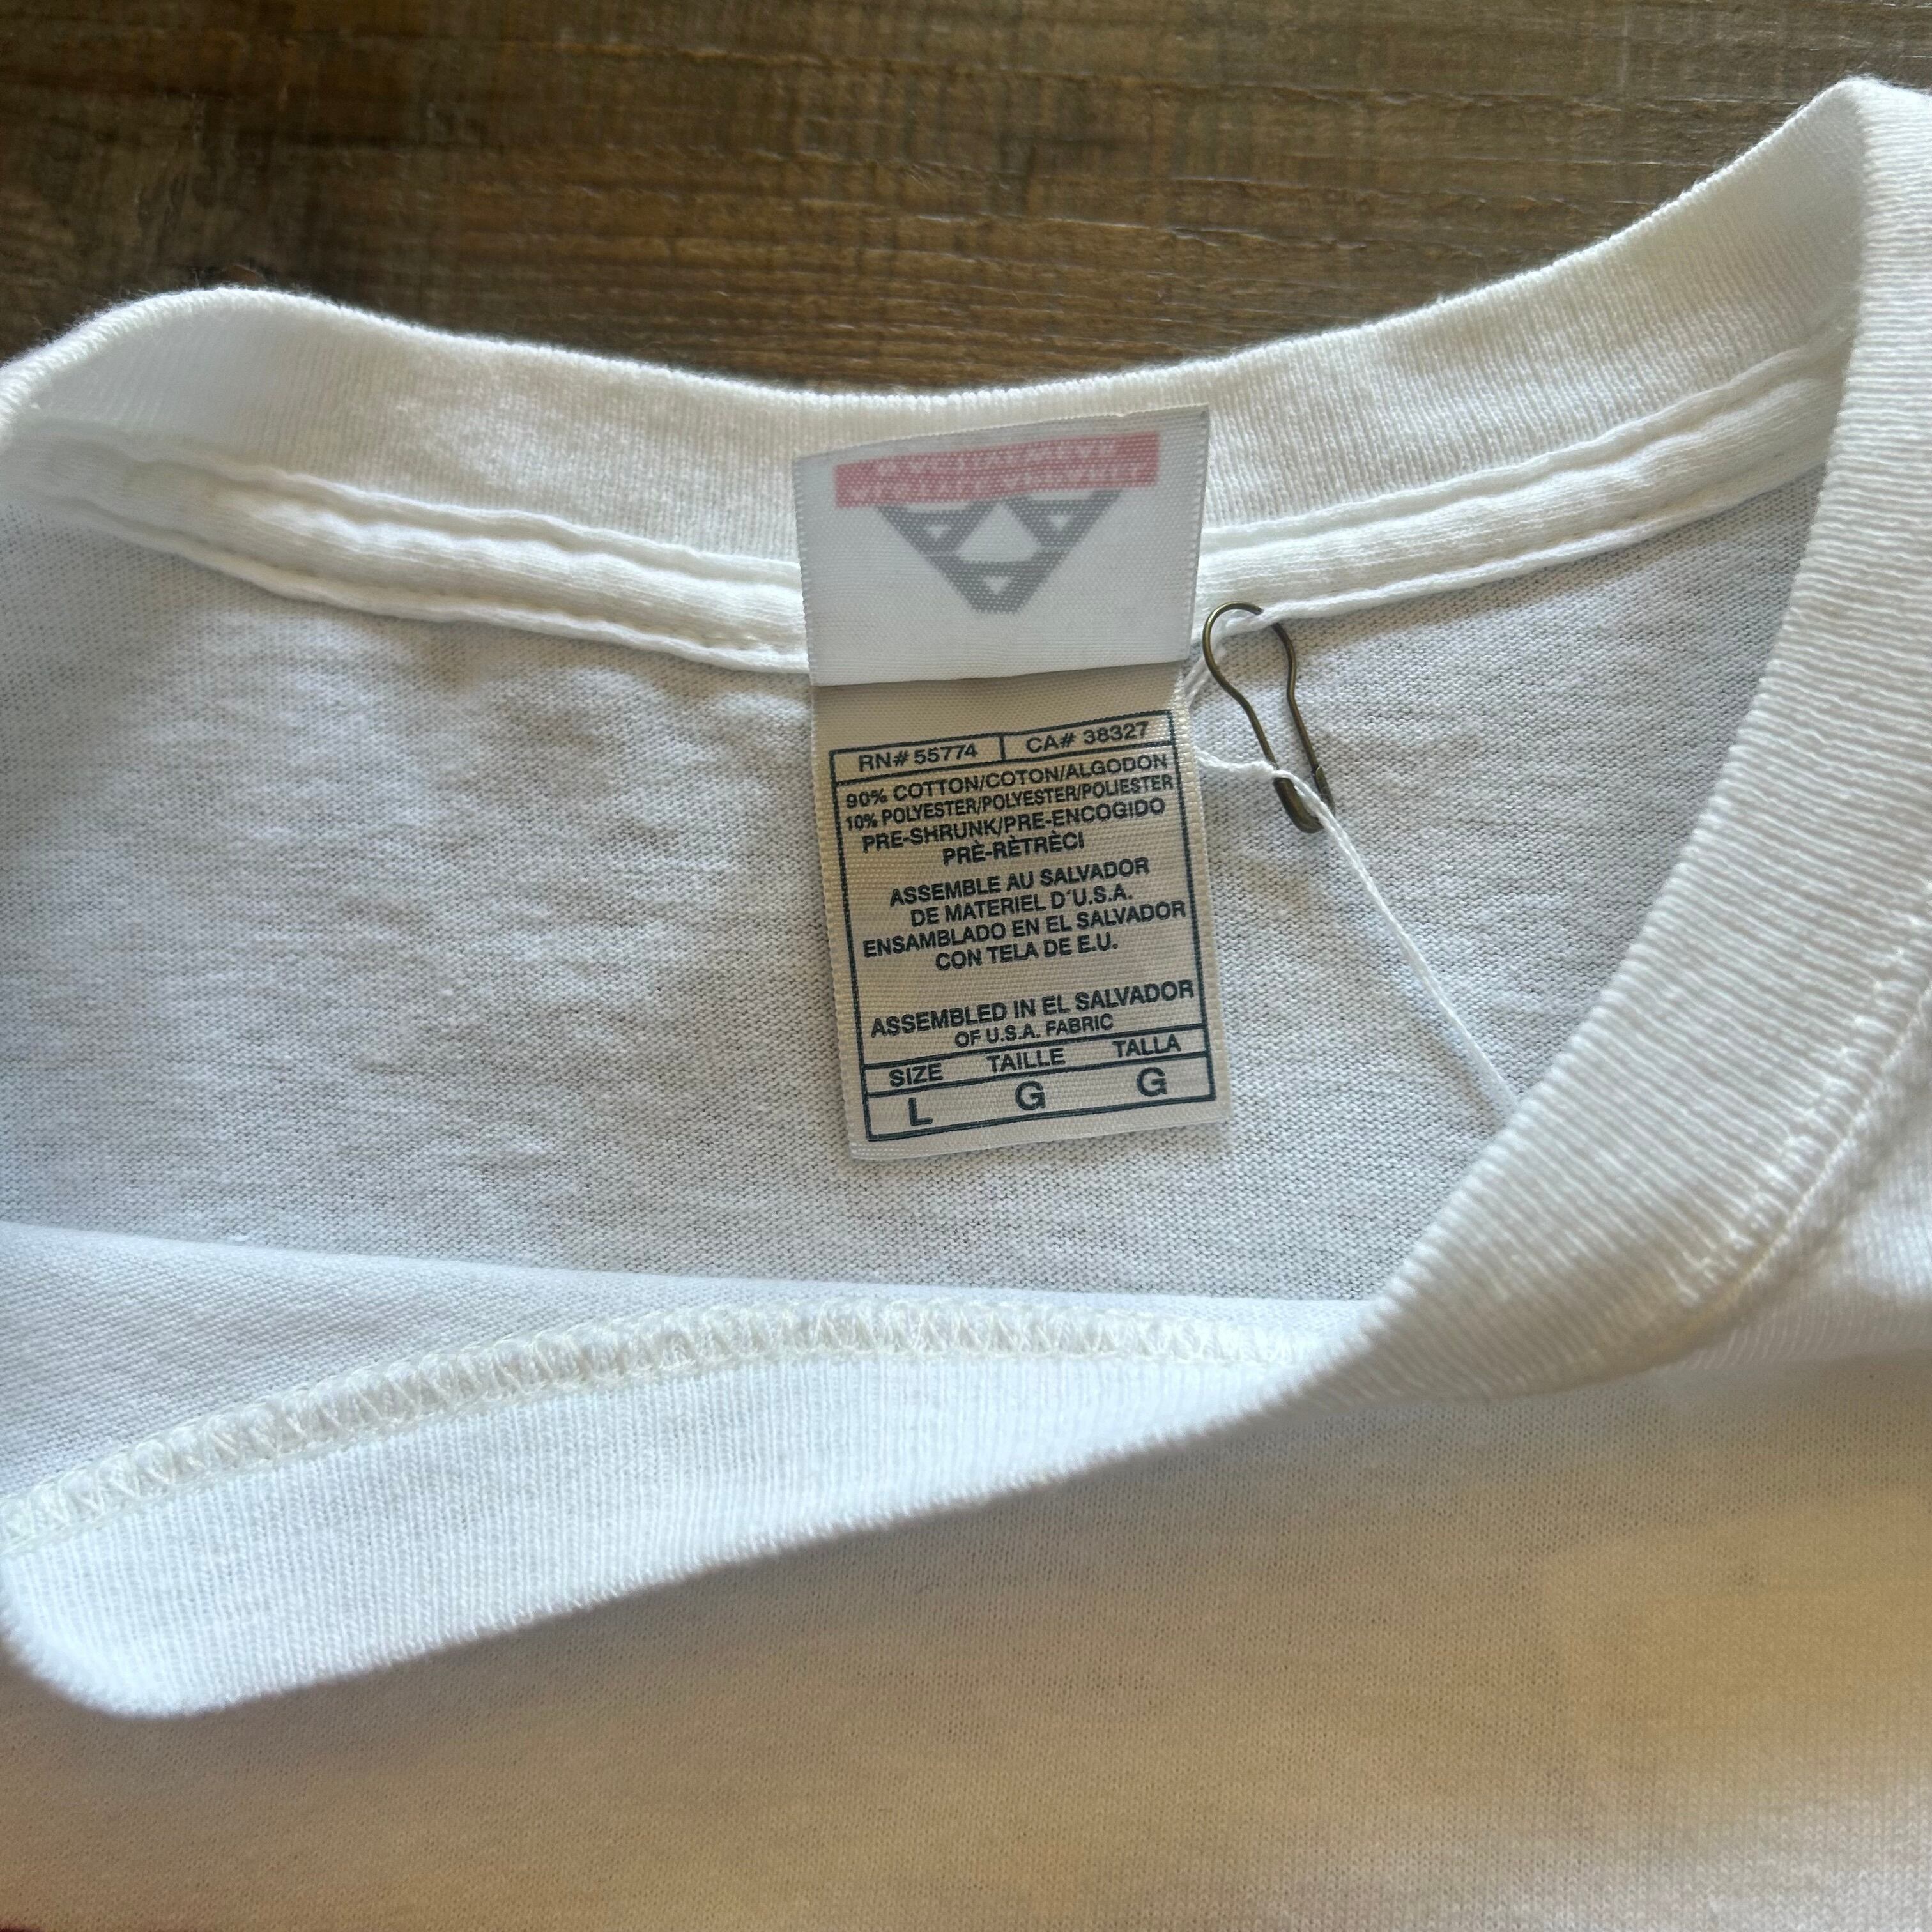 RN# 55774 CA# 38327
90% COTTON/COTON/ALGODON
10% POLYESTER/POLYESTER/POLIESTER
PRE-SHRUNK/PRE-ENCOGIDO
PRÈ-RÈTRÈCI
ASSEMBLE AU SALVADOR
DE MATERIEL D'U.S.A.
ENSAMBLADO EN EL SALVADOR
CON TELA DE E.U.
ASSEMBLED IN EL SALVADOR
OF U.S.A. FABRIC
SIZE TAILLE TALLA
L G G